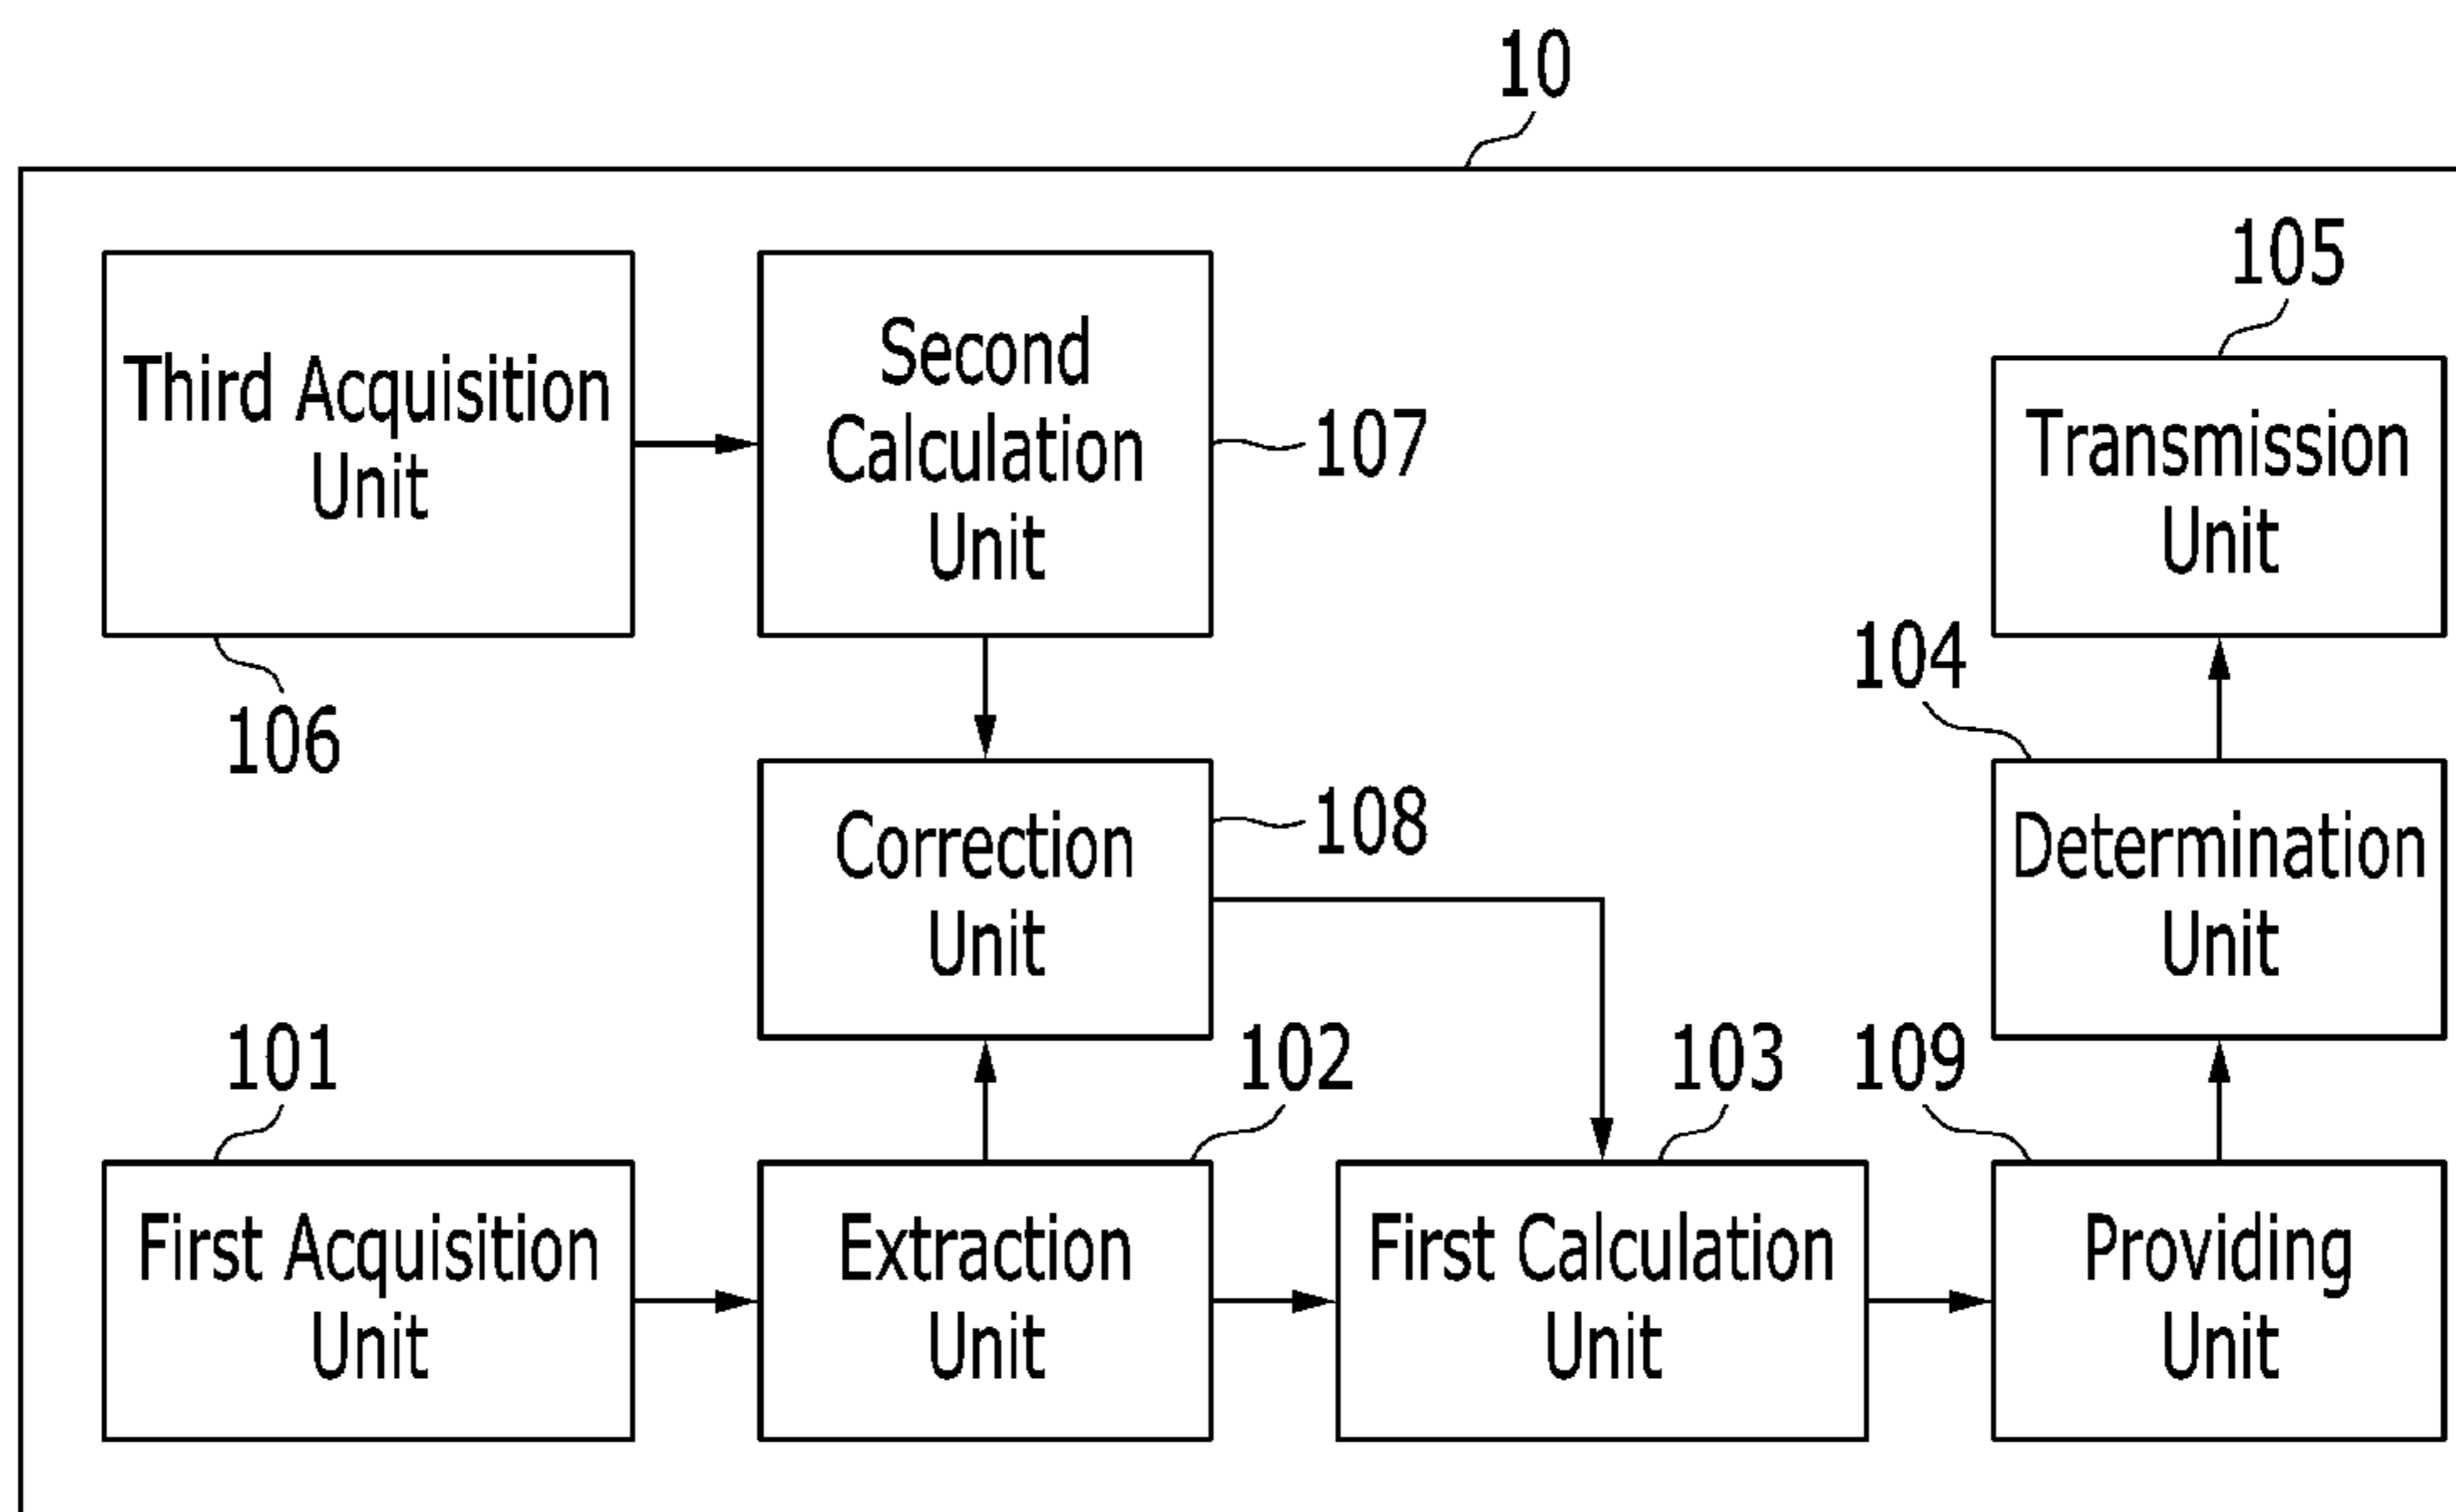 10
105
Third Acquisition
Unit
Second
Calculation
Unit
107
Transmission
Unit
106
104
Correction
Unit
108
Determination
Unit
101
102
103
109
First Acquisition
Unit
Extraction
Unit
First Calculation
Unit
Providing
Unit